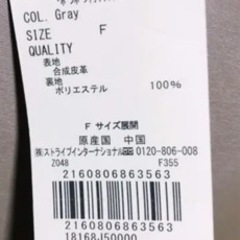 COL. Gray
SIZE F
QUALITY
表地
合成皮革
裏地
ポリエステル 100%
F サイズ展開
原産国 中国
㈱ストライプインターナショナル ☎0120-806-008
Z048 F355
2160806863563
2160806863563
18168J50000